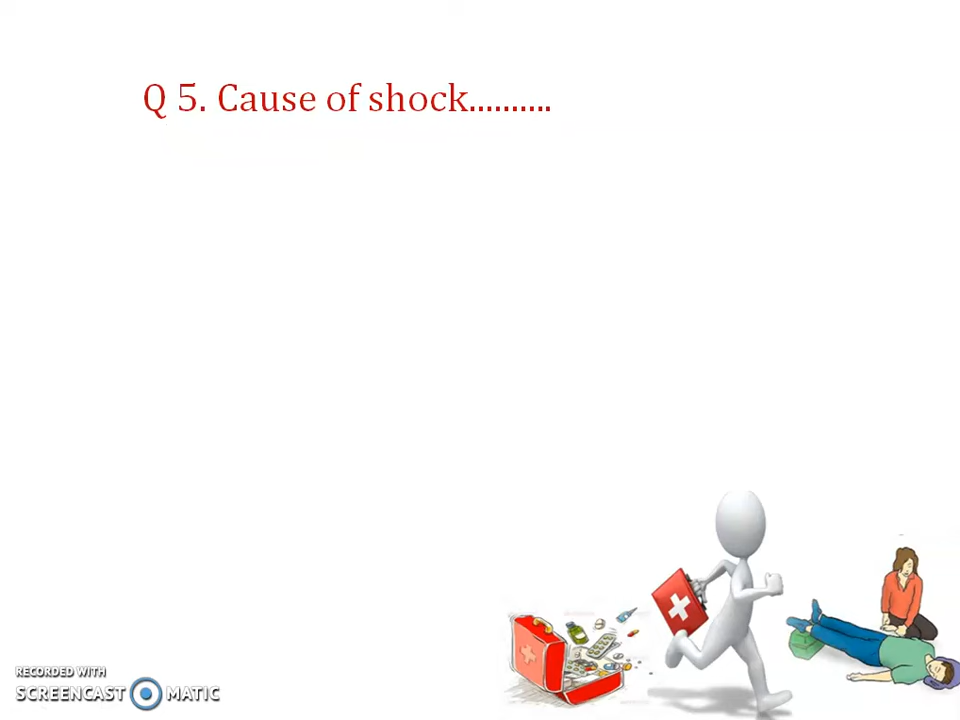 Q 5. Cause of shock..........
RECORDED WITH
SCREENCAST MATIC